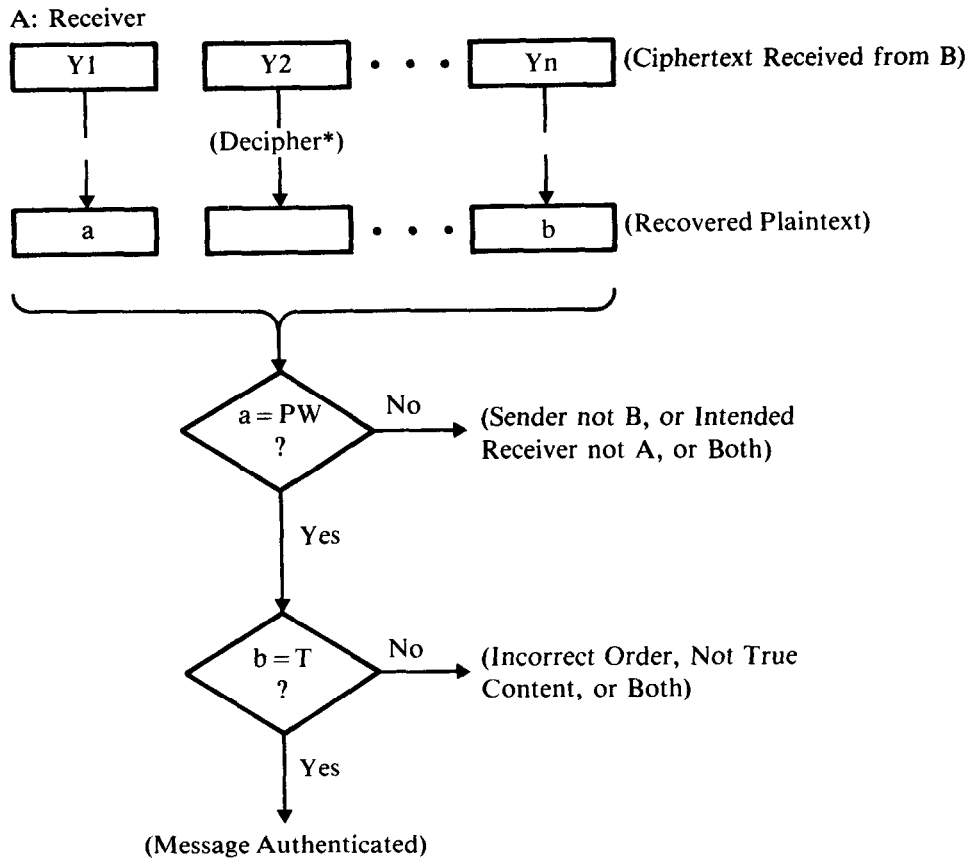 A: Receiver
Y1
Y2
Yn
(Ciphertext Received from B)
(Decipher*)
a
b
(Recovered Plaintext)
a = PW
?
No
(Sender not B, or Intended
Receiver not A, or Both)
Yes
b = T
?
No
(Incorrect Order, Not True
Content, or Both)
Yes
(Message Authenticated)